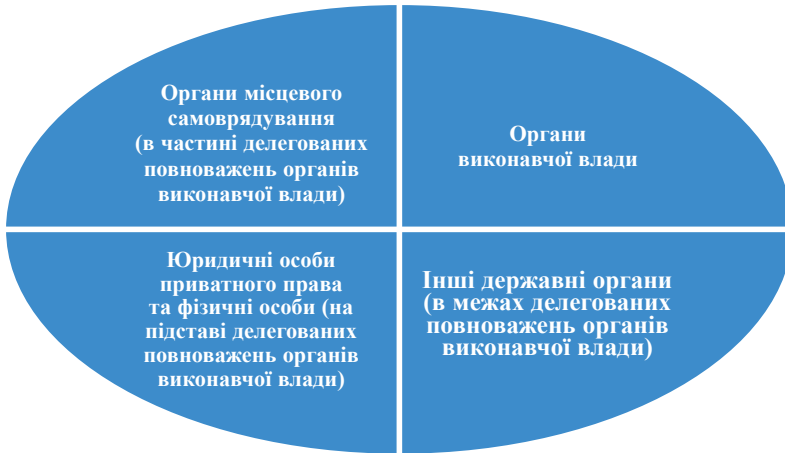 Органи місцевого
самоврядування
(в частині делегованих
повноважень органів
виконавчої влади)
Органи
виконавчої влади
Юридичні особи
приватного права
та фізичні особи (на
підставі делегованих
повноважень органів
виконавчої влади)
Інші державні органи
(в межах делегованих
повноважень органів
виконавчої влади)